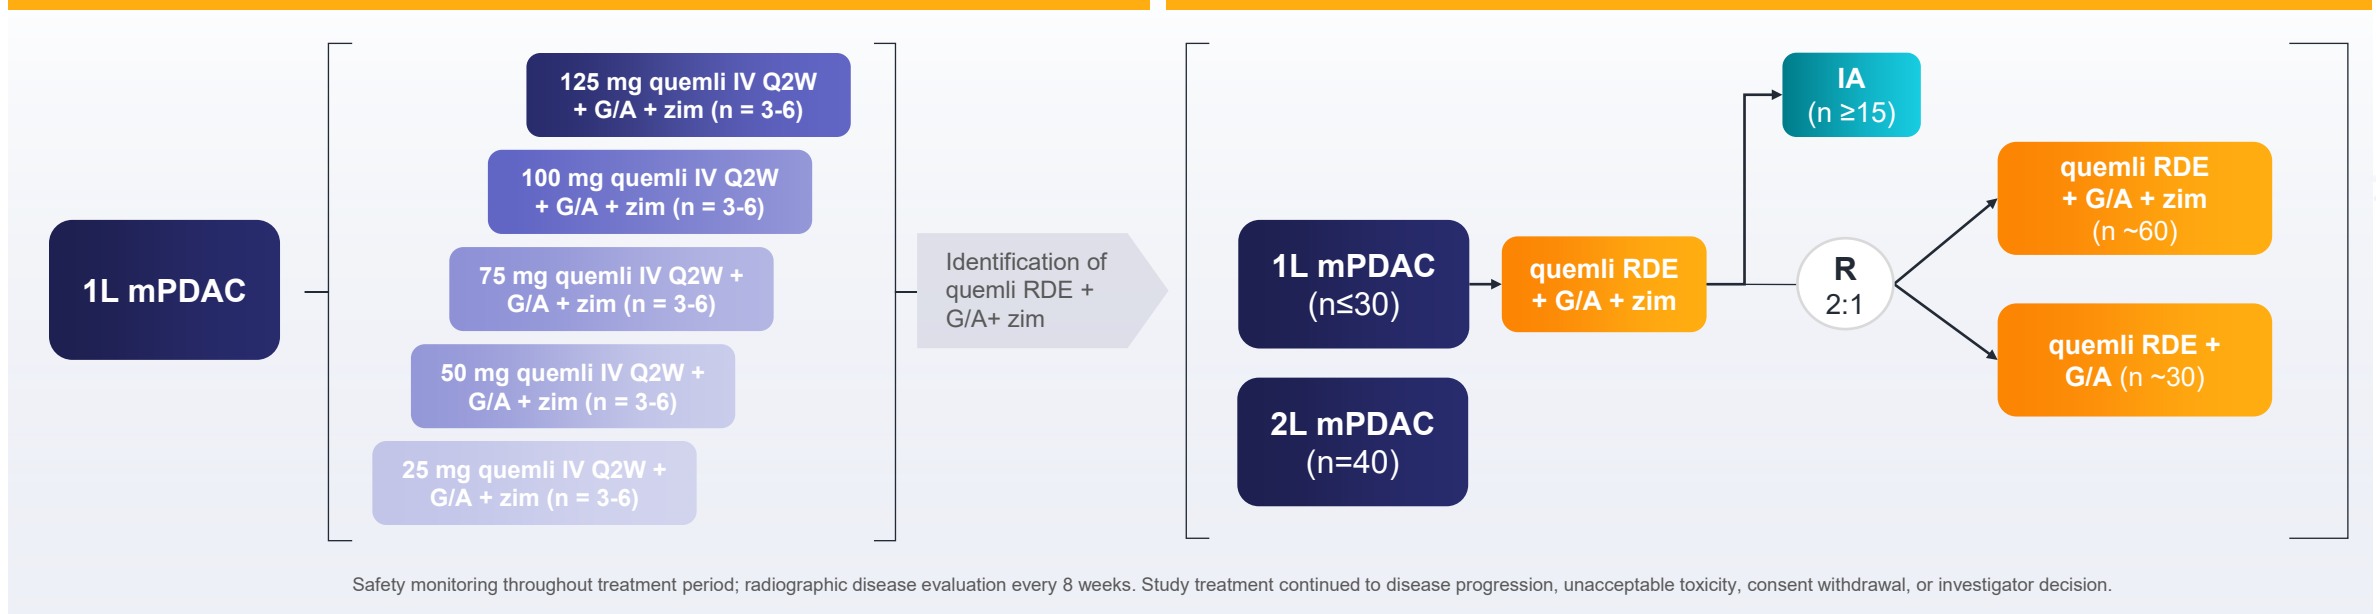 1L mPDAC
125 mg quemli IV Q2W
+ G/A + zim (n = 3-6)
100 mg quemli IV Q2W
+ G/A + zim (n = 3-6)
75 mg quemli IV Q2W +
G/A + zim (n = 3-6)
50 mg quemli IV Q2W +
G/A + zim (n = 3-6)
25 mg quemli IV Q2W +
G/A + zim (n = 3-6)
Identification of
quemli RDE +
G/A+ zim
1L mPDAC
(n≤30)
2L mPDAC
(n=40)
quemli RDE
+ G/A + zim
IA
(n ≥15)
R
2:1
quemli RDE
+ G/A + zim
(n ~60)
quemli RDE +
G/A (n ~30)
Safety monitoring throughout treatment period; radiographic disease evaluation every 8 weeks. Study treatment continued to disease progression, unacceptable toxicity, consent withdrawal, or investigator decision.